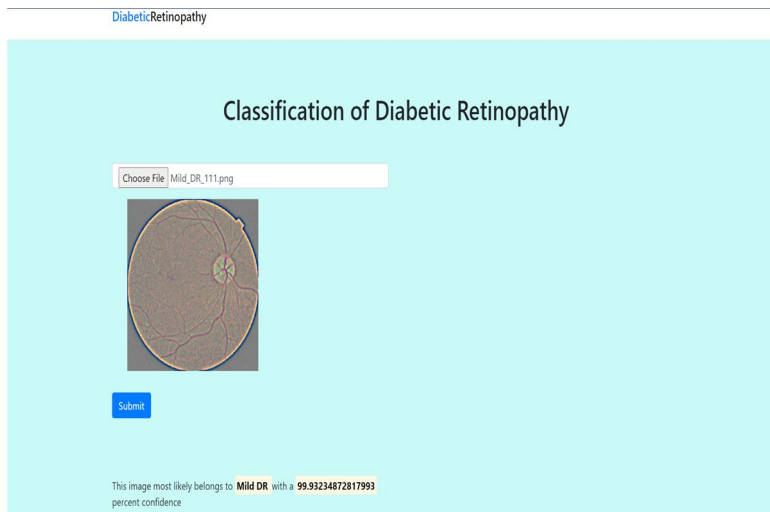 DiabeticRetinopathy
Classification of Diabetic Retinopathy
Choose File Mild_DR_111.png
Submit
This image most likely belongs to Mild DR with a 99.93234872817993
percent confidence